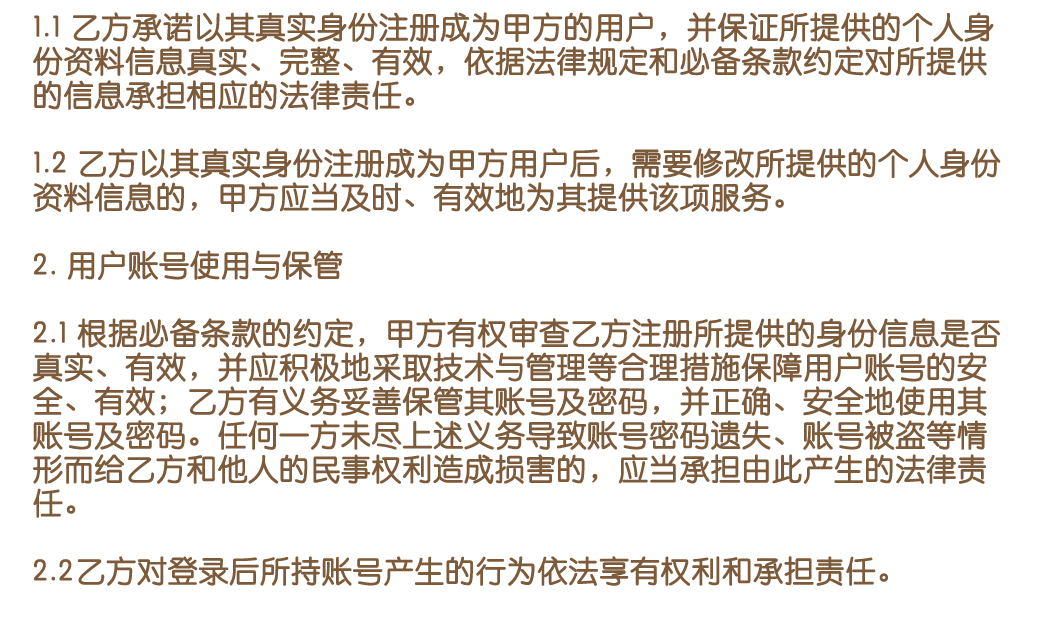 1.1 乙方承诺以其真实身份注册成为甲方的用户，并保证所提供的个人身
份资料信息真实、完整、有效，依据法律规定和必备条款约定对所提供
的信息承担相应的法律责任。
1.2 乙方以其真实身份注册成为甲方用户后，需要修改所提供的个人身份
资料信息的，甲方应当及时、有效地为其提供该项服务。
2. 用户账号使用与保管
2.1 根据必备条款的约定，甲方有权审查乙方注册所提供的身份信息是否
真实、有效，并应积极地采取技术与管理等合理措施保障用户账号的安
全、有效；乙方有义务妥善保管其账号及密码，并正确、安全地使用其
账号及密码。任何一方未尽上述义务导致账号密码遗失、账号被盗等情
形而给乙方和他人的民事权利造成损害的，应当承担由此产生的法律责
任。
2.2乙方对登录后所持账号产生的行为依法享有权利和承担责任。